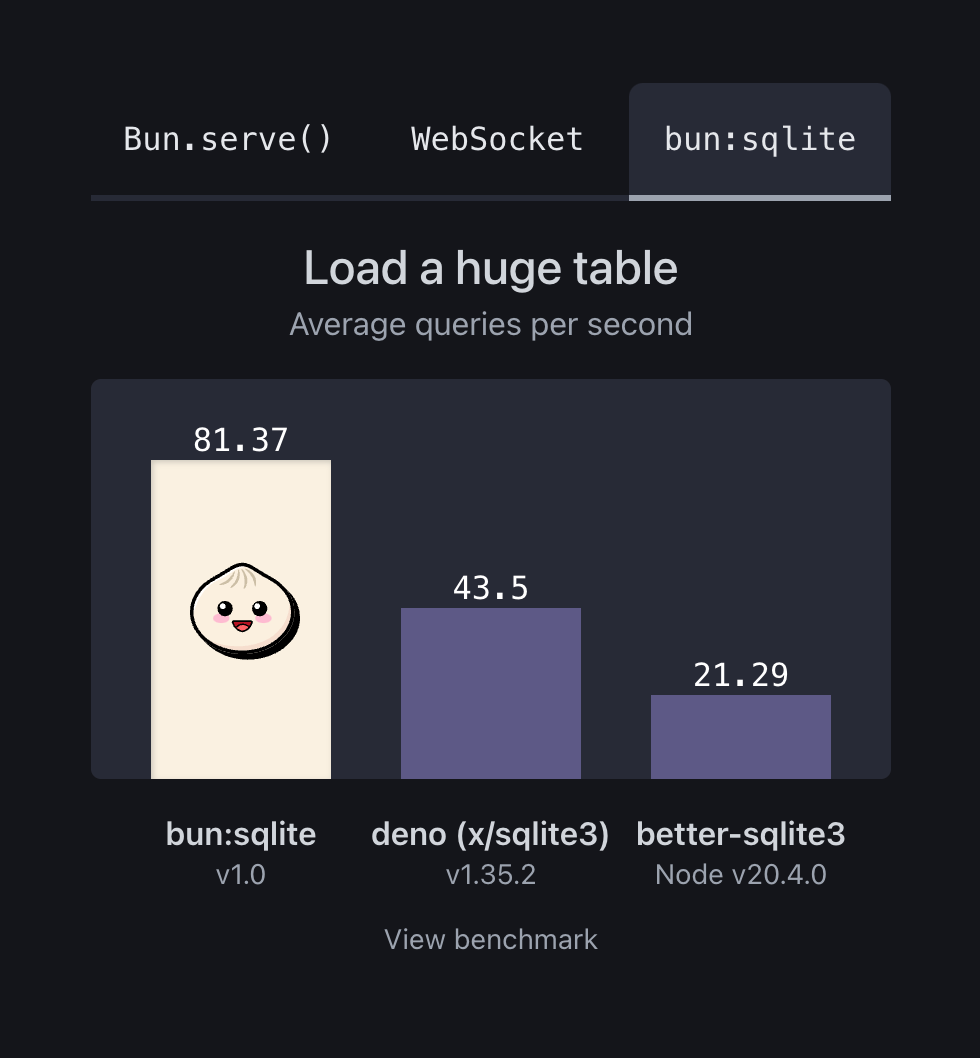 Bun.serve() WebSocket bun:sqlite
Load a huge table
Average queries per second
81.37
43.5
21.29
bun:sqlite deno (x/sqlite3) better-sqlite3
v1.0 v1.35.2 Node v20.4.0
View benchmark